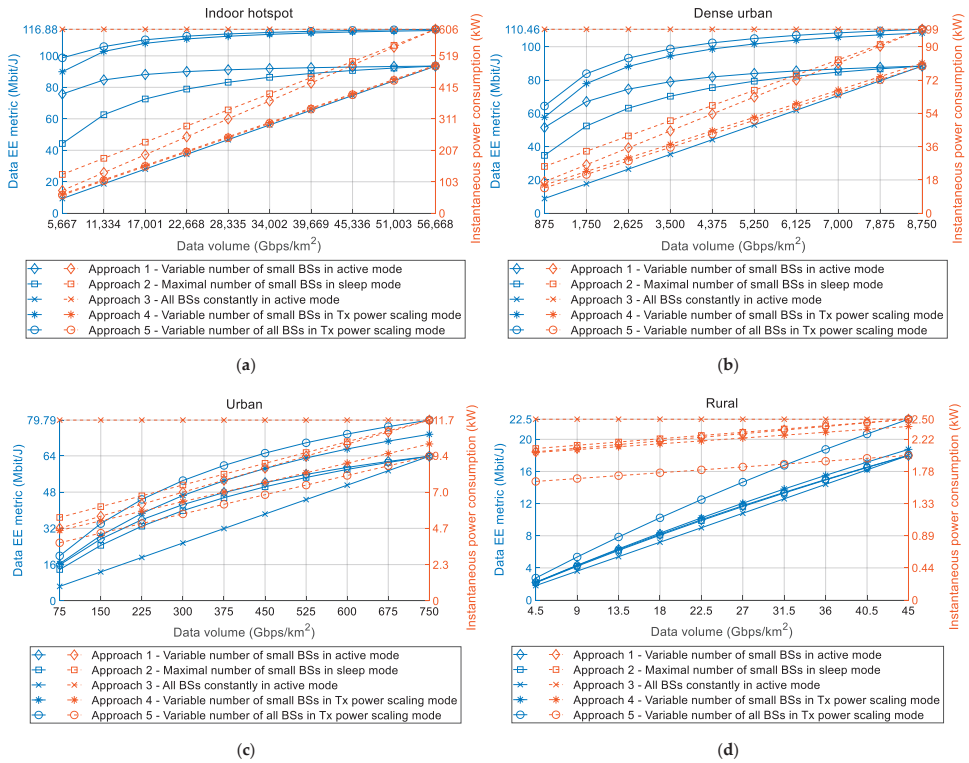 Indoor hotspot
116.88
100
80
60
40
20
0
606
519
415
311
207
103
0
5,667 11,334 17,001 22,668 28,335 34,002 39,669 45,336 51,003 56,668
Data EE metric (Mbit/J)
Instantaneous power consumption (kW)
Data volume (Gbps/km2)
Approach 1 - Variable number of small BSs in active mode
Approach 2 - Maximal number of small BSs in sleep mode
Approach 3 - All BSs constantly in active mode
Approach 4 - Variable number of small BSs in Tx power scaling mode
Approach 5 - Variable number of all BSs in Tx power scaling mode
(a)
Dense urban
110.46
100
80
60
40
20
0
99
90
72
54
36
18
0
875 1,750 2,625 3,500 4,375 5,250 6,125 7,000 7,875 8,750
Data EE metric (Mbit/J)
Instantaneous power consumption (kW)
Data volume (Gbps/km2)
Approach 1 - Variable number of small BSs in active mode
Approach 2 - Maximal number of small BSs in sleep mode
Approach 3 - All BSs constantly in active mode
Approach 4 - Variable number of small BSs in Tx power scaling mode
Approach 5 - Variable number of all BSs in Tx power scaling mode
(b)
Urban
79.79
64
48
32
16
0
11.7
9.4
7.0
4.7
2.3
0
75 150 225 300 375 450 525 600 675 750
Data EE metric (Mbit/J)
Instantaneous power consumption (kW)
Data volume (Gbps/km2)
Approach 1 - Variable number of small BSs in active mode
Approach 2 - Maximal number of small BSs in sleep mode
Approach 3 - All BSs constantly in active mode
Approach 4 - Variable number of small BSs in Tx power scaling mode
Approach 5 - Variable number of all BSs in Tx power scaling mode
(c)
Rural
22.5
20
16
12
8
4
0
2.50
2.22
1.78
1.33
0.89
0.44
0
4.5 9 13.5 18 22.5 27 31.5 36 40.5 45
Data EE metric (Mbit/J)
Instantaneous power consumption (kW)
Data volume (Gbps/km2)
Approach 1 - Variable number of small BSs in active mode
Approach 2 - Maximal number of small BSs in sleep mode
Approach 3 - All BSs constantly in active mode
Approach 4 - Variable number of small BSs in Tx power scaling mode
Approach 5 - Variable number of all BSs in Tx power scaling mode
(d)